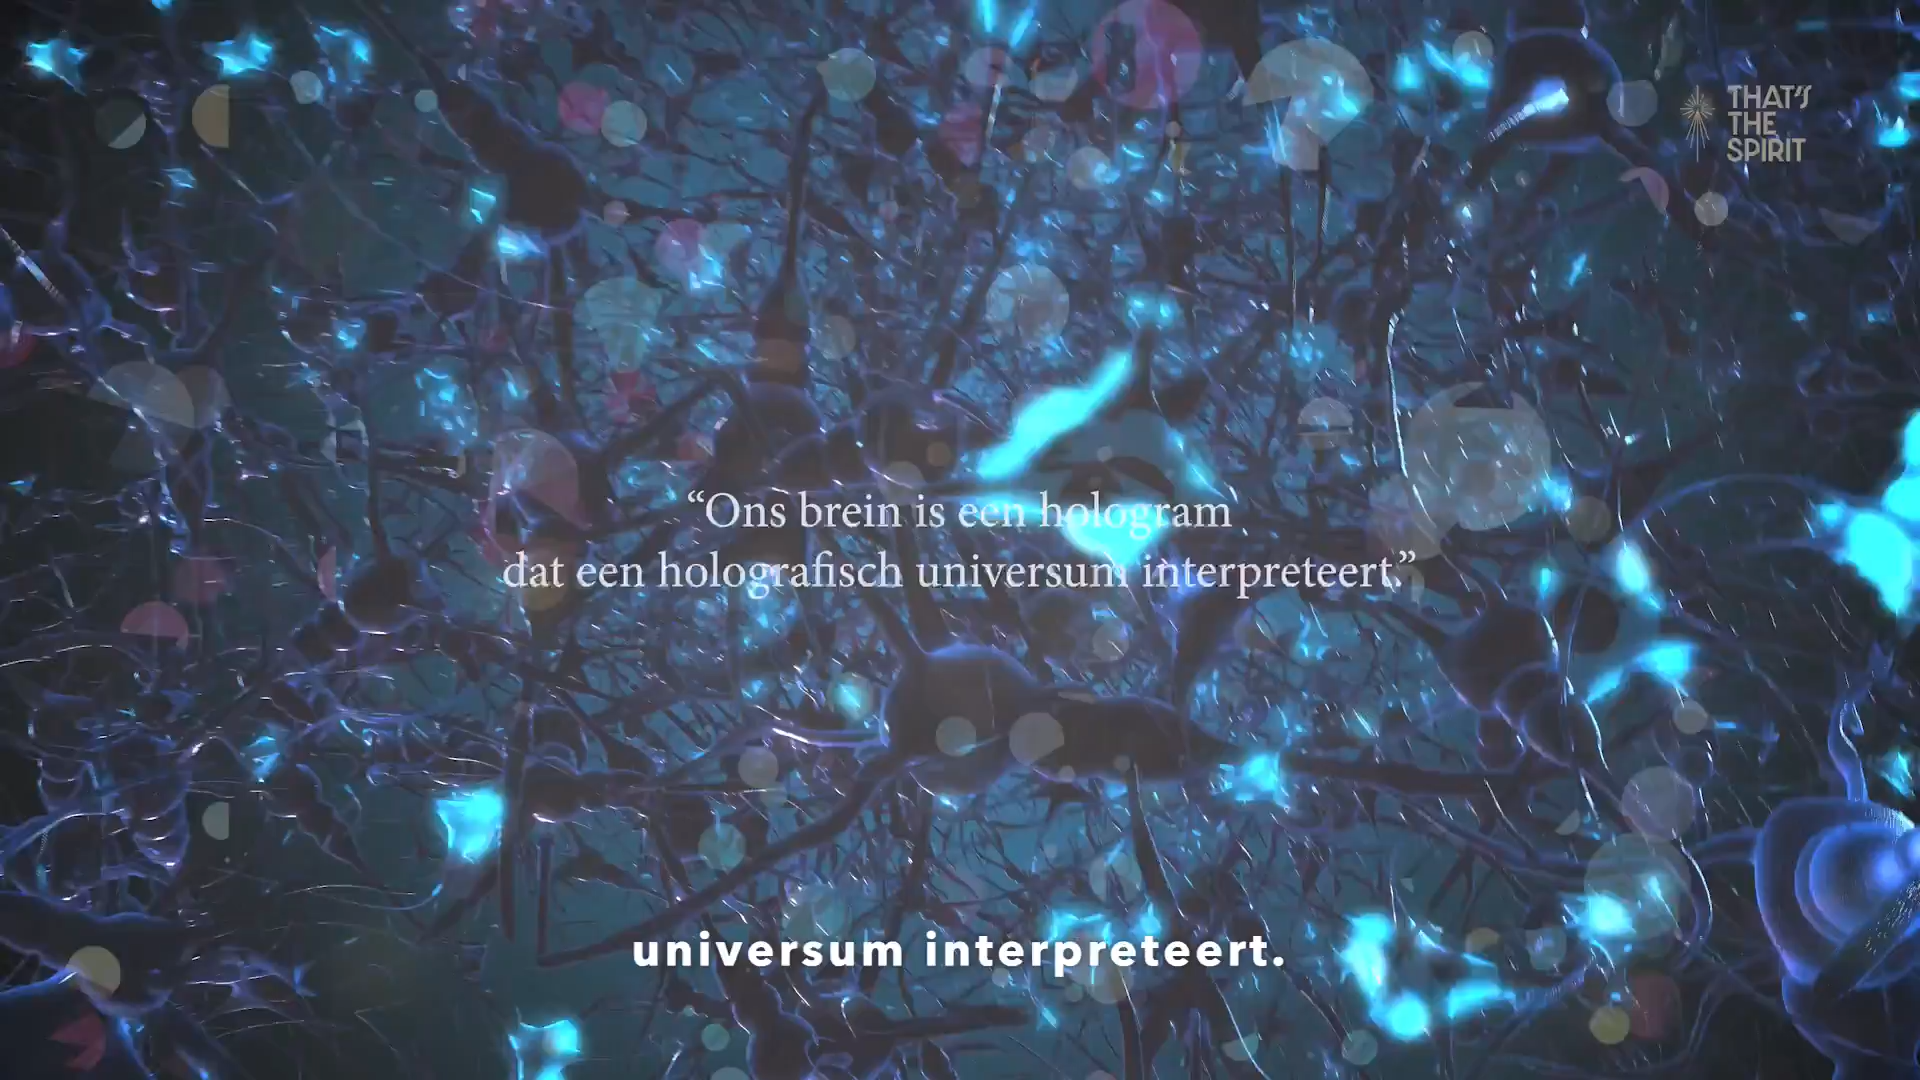 THAT'S
THE
SPIRIT
“Ons brein is een hologram
dat een holografisch universum interpreteert.”
universum interpreteert.